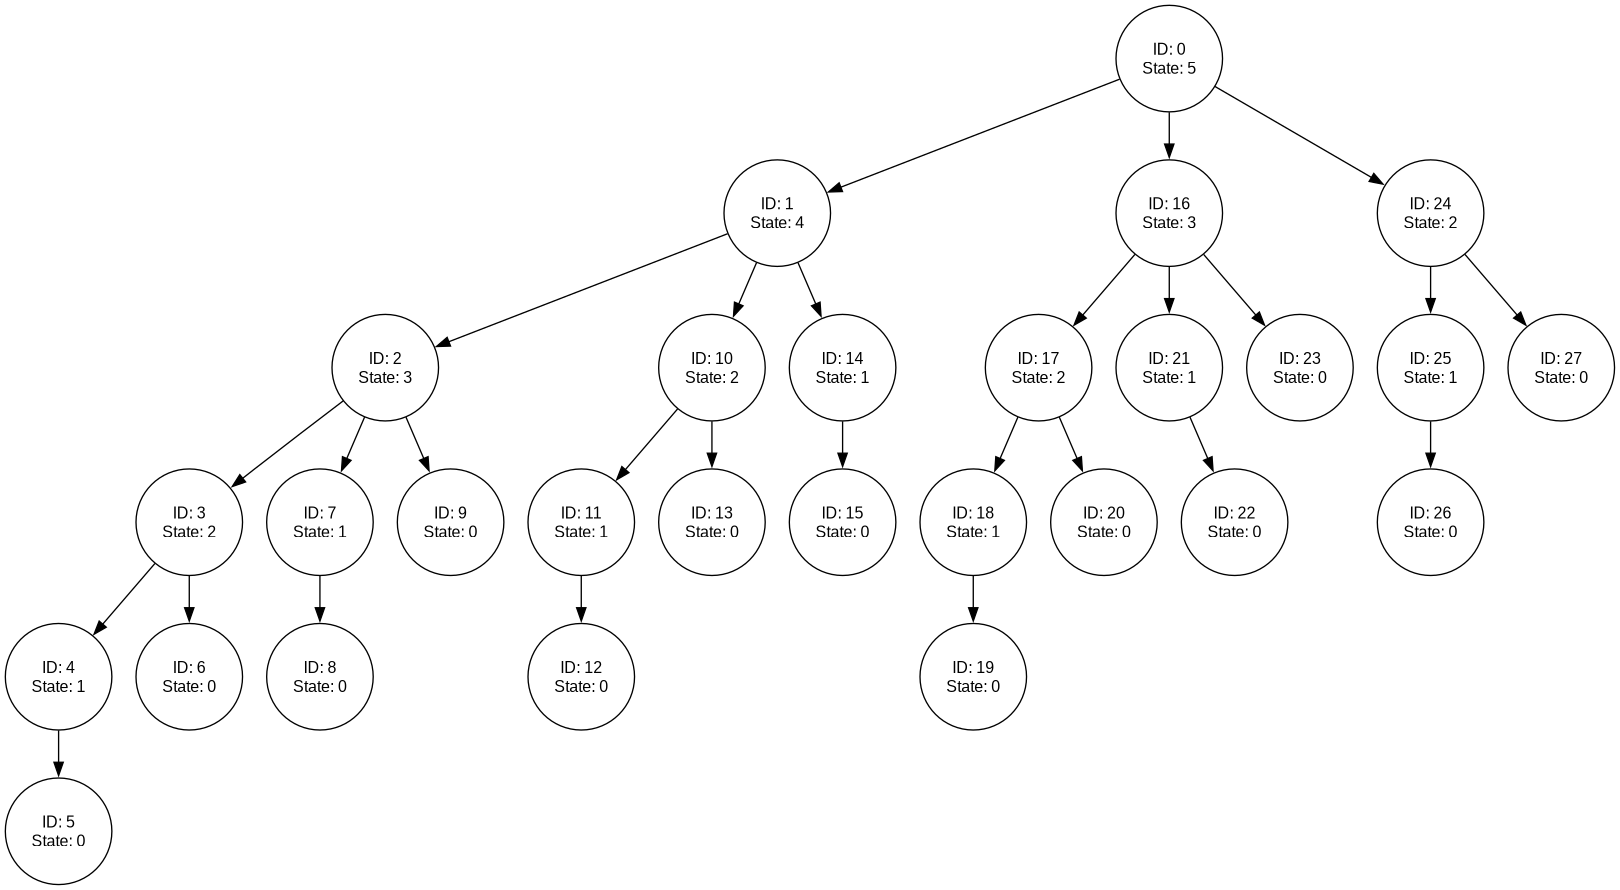 ID: 0
State: 5
ID: 1
State: 4
ID: 16
State: 3
ID: 24
State: 2
ID: 2
State: 3
ID: 10
State: 2
ID: 14
State: 1
ID: 17
State: 2
ID: 21
State: 1
ID: 23
State: 0
ID: 25
State: 1
ID: 27
State: 0
ID: 3
State: 2
ID: 7
State: 1
ID: 9
State: 0
ID: 11
State: 1
ID: 13
State: 0
ID: 15
State: 0
ID: 18
State: 1
ID: 20
State: 0
ID: 22
State: 0
ID: 26
State: 0
ID: 4
State: 1
ID: 6
State: 0
ID: 8
State: 0
ID: 12
State: 0
ID: 19
State: 0
ID: 5
State: 0